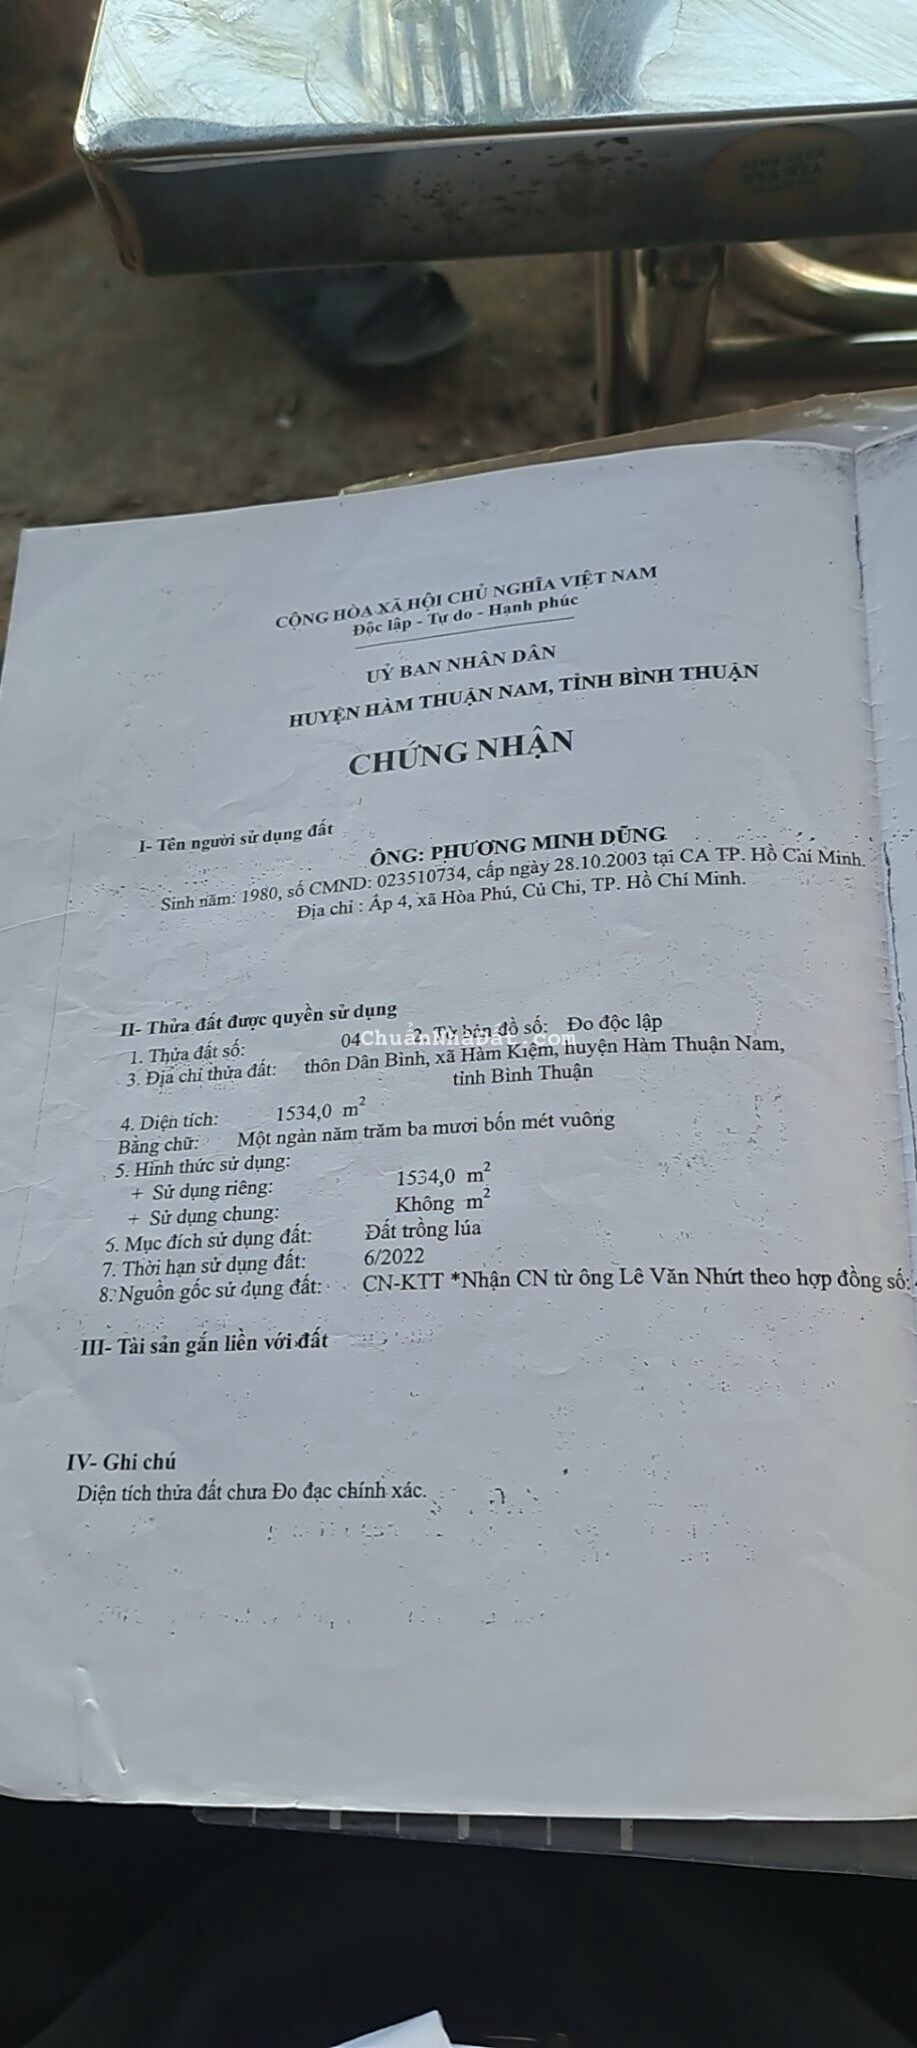 CỘNG HÒA XÃ HỘI CHỦ NGHĨA VIỆT NAM
Độc lập - Tự do - Hạnh phúc
UỶ BAN NHÂN DÂN
HUYỆN HÀM THUẬN NAM, TỈNH BÌNH THUẬN
CHỨNG NHẬN
I- Tên người sử dụng đất
ÔNG: PHƯƠNG MINH DŨNG
Sinh năm: 1980, số CMND: 023510734, cấp ngày 28.10.2003 tại CA TP. Hồ Chí Minh.
Địa chỉ : Áp 4, xã Hòa Phú, Củ Chi, TP. Hồ Chí Minh.
II- Thửa đất được quyền sử dụng
1. Thửa đất số: 04 2. Tờ bản đồ số: Đo độc lập
ChuẩnNhàĐất.com
3. Địa chỉ thửa đất: thôn Dân Bình, xã Hàm Kiệm, huyện Hàm Thuận Nam,
tỉnh Bình Thuận
4. Diện tích: 1534,0 m²
Bằng chữ: Một ngàn năm trăm ba mươi bốn mét vuông
5. Hình thức sử dụng:
+ Sử dụng riêng: 1534,0 m²
+ Sử dụng chung: Không m²
6. Mục đích sử dụng đất: Đất trồng lúa
7. Thời hạn sử dụng đất: 6/2022
8. Nguồn gốc sử dụng đất: CN-KTT *Nhận CN từ ông Lê Văn Nhứt theo hợp đồng số:
III- Tài sản gắn liền với đất
IV- Ghi chú
Diện tích thửa đất chưa Đo đạc chính xác.